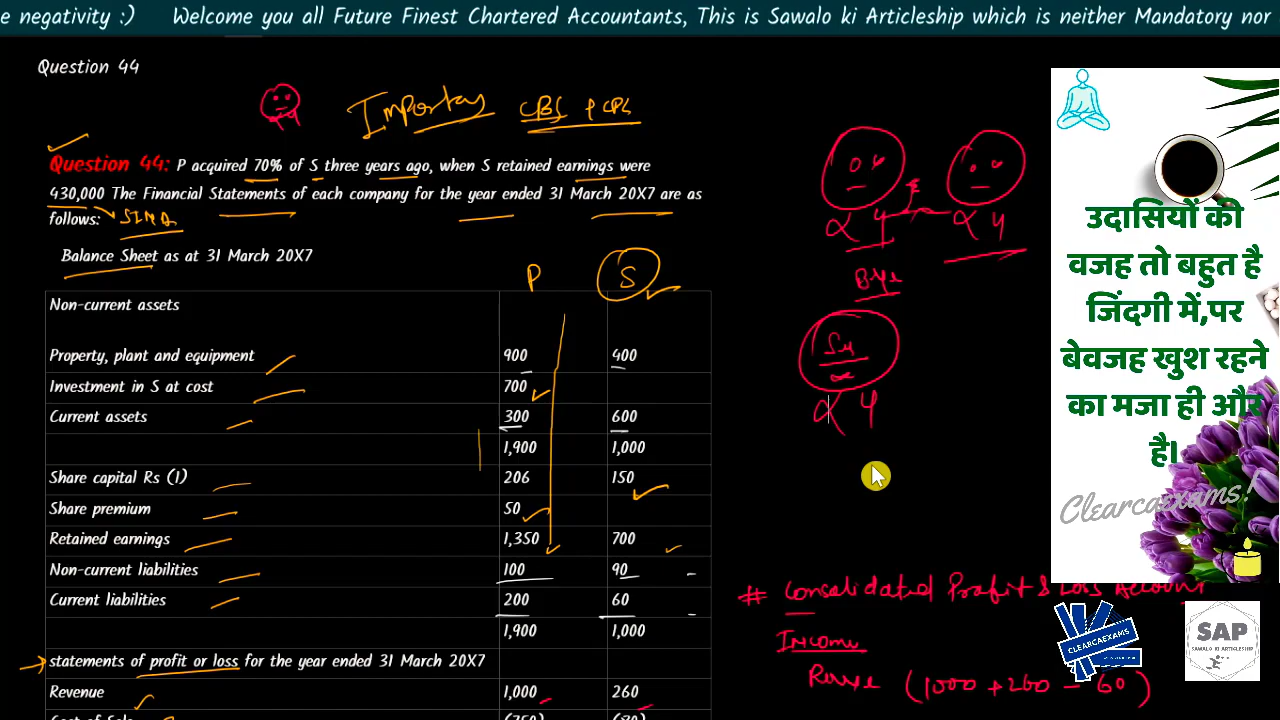 e negativity :) Welcome you all Future Finest Chartered Accountants, This is Sawalo ki Articleship which is neither Mandatory nor
Question 44
CBS + CPL
Question 44: P acquired 70% of S three years ago, when S retained earnings were
430,000 The Financial Statements of each company for the year ended 31 March 20X7 are as
follows:
Balance Sheet as at 31 March 20X7
P S
Non-current assets
Property, plant and equipment 900 400
Investment in S at cost 700
Current assets 300 600
1,900 1,000
Share capital Rs (1) 206 150
Share premium 50
Retained earnings 1,350 700
Non-current liabilities 100 90
Current liabilities 200 60
1,900 1,000
statements of profit or loss for the year ended 31 March 20X7
Revenue 1,000 260
α 4 α 4
α 4
# Consolidated Profit & Loss Account
Income
(1000 + 260 - 60)
उदासियों की
वजह तो बहुत है
जिंदगी में,पर
बेवजह खुश रहने
का मजा ही और
है।
Clearcaexams!
CLEARCAEXAMS
SAP
SAWALO KI ARTICLESHIP